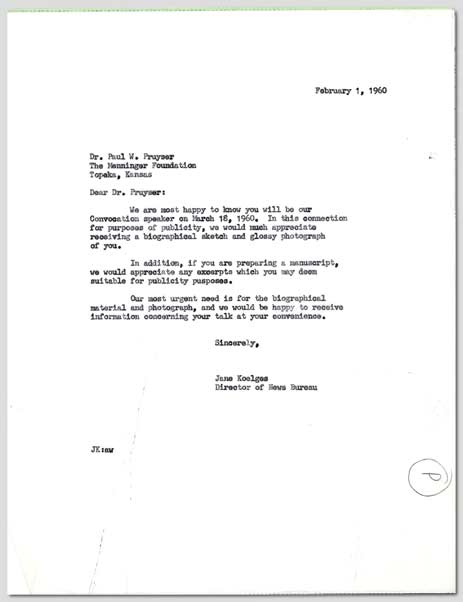 February 1, 1960
Dr. Paul W. Pruyser
The Menninger Foundation
Topeka, Kansas
Dear Dr. Pruyser:
We are most happy to know you will be our
Convocation speaker on March 18, 1960. In this connection
for purposes of publicity, we would much appreciate
receiving a biographical sketch and glossy photograph
of you.
In addition, if you are preparing a manuscript,
we would appreciate any excerpts which you may deem
suitable for publicity pusposes.
Our most urgent need is for the biographical
material and photograph, and we would be happy to receive
information concerning your talk at your convenience.
Sincerely,
Jane Koelges
Director of News Bureau
JK:aw
P